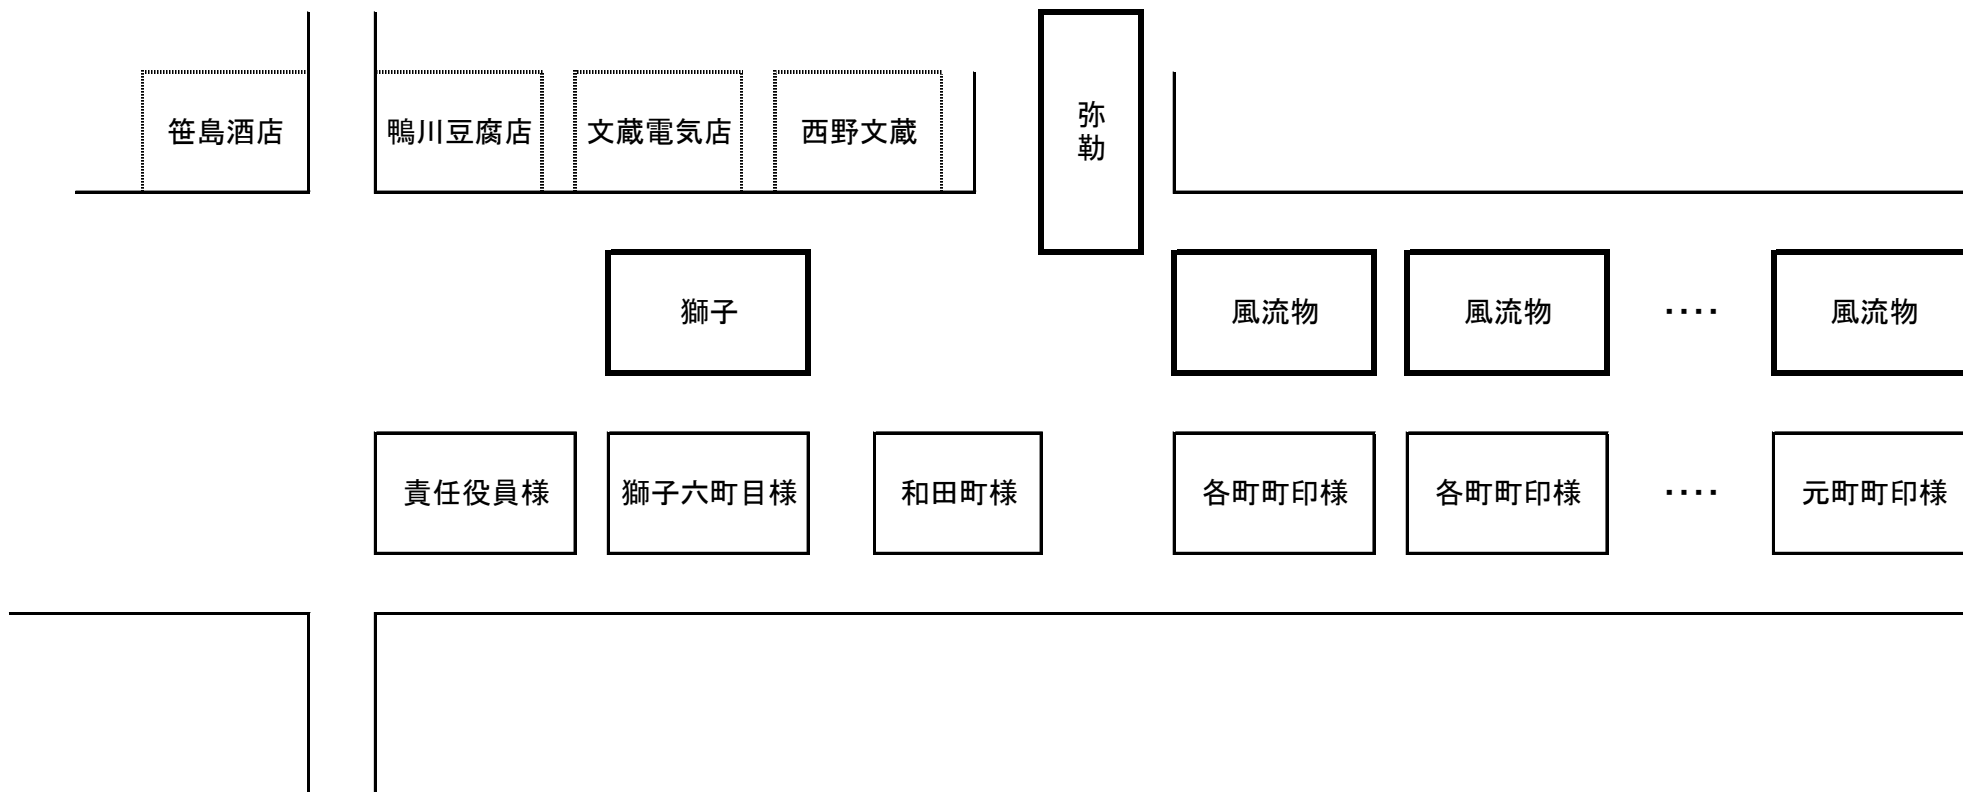 笹島酒店
鴨川豆腐店
文蔵電気店
西野文蔵
弥勒
獅子
風流物
風流物
････
風流物
責任役員様
獅子六町目様
和田町様
各町町印様
各町町印様
････
元町町印様